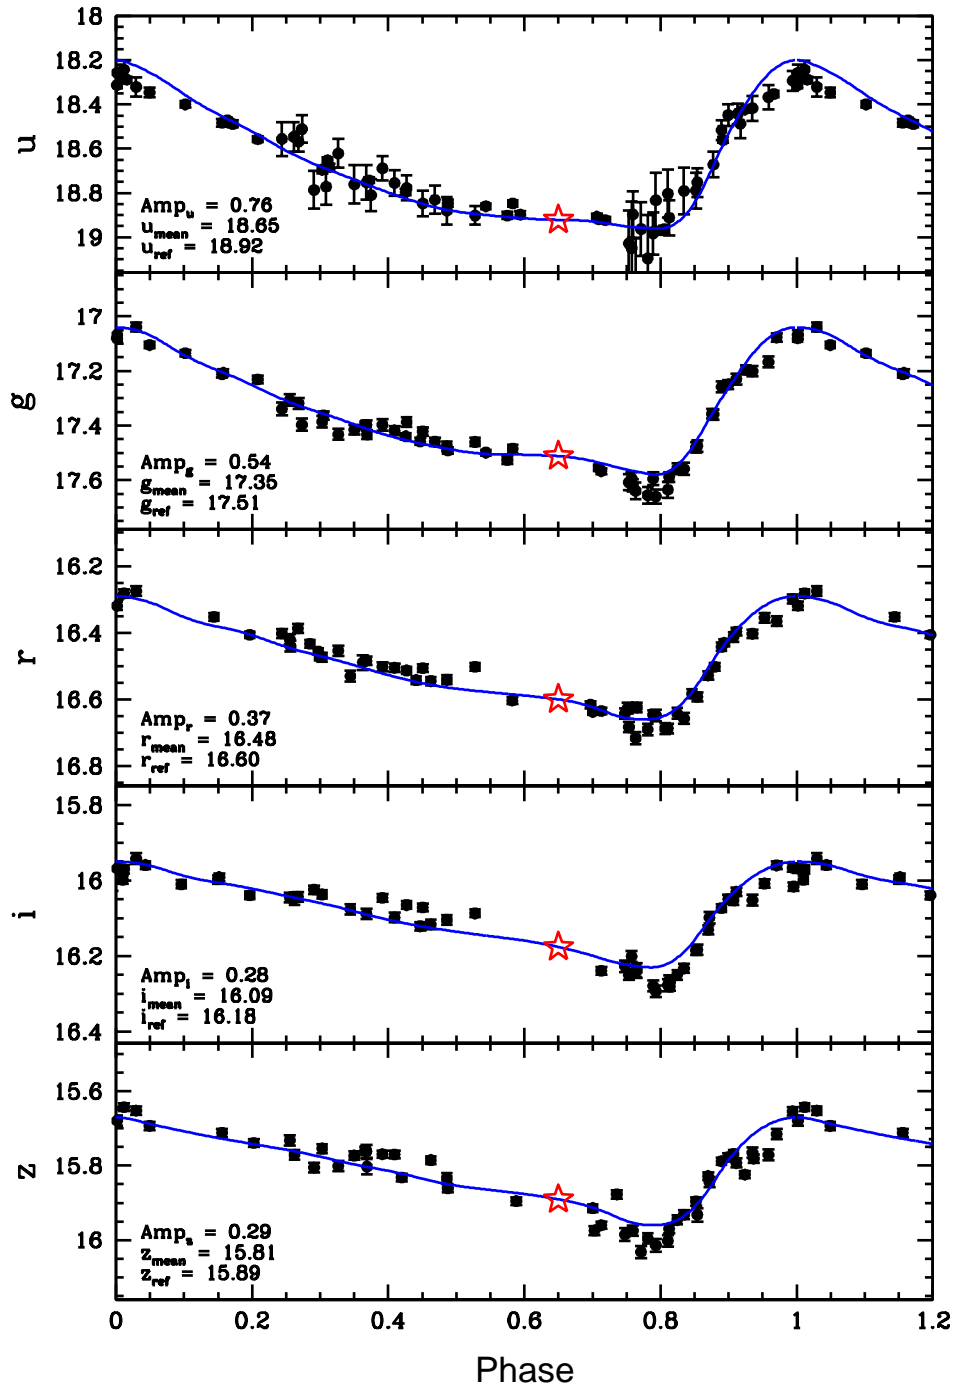 18
18.2
18.4
18.6
18.8
19
u
Amp_u = 0.76
u_mean = 18.65
u_ref = 18.92
17
17.2
17.4
17.6
g
Amp_g = 0.54
g_mean = 17.35
g_ref = 17.51
16.2
16.4
16.6
16.8
r
Amp_r = 0.37
r_mean = 16.48
r_ref = 16.60
15.8
16
16.2
16.4
i
Amp_i = 0.28
i_mean = 16.09
i_ref = 16.18
15.6
15.8
16
z
Amp_z = 0.29
z_mean = 15.81
z_ref = 15.89
0 0.2 0.4 0.6 0.8 1 1.2
Phase